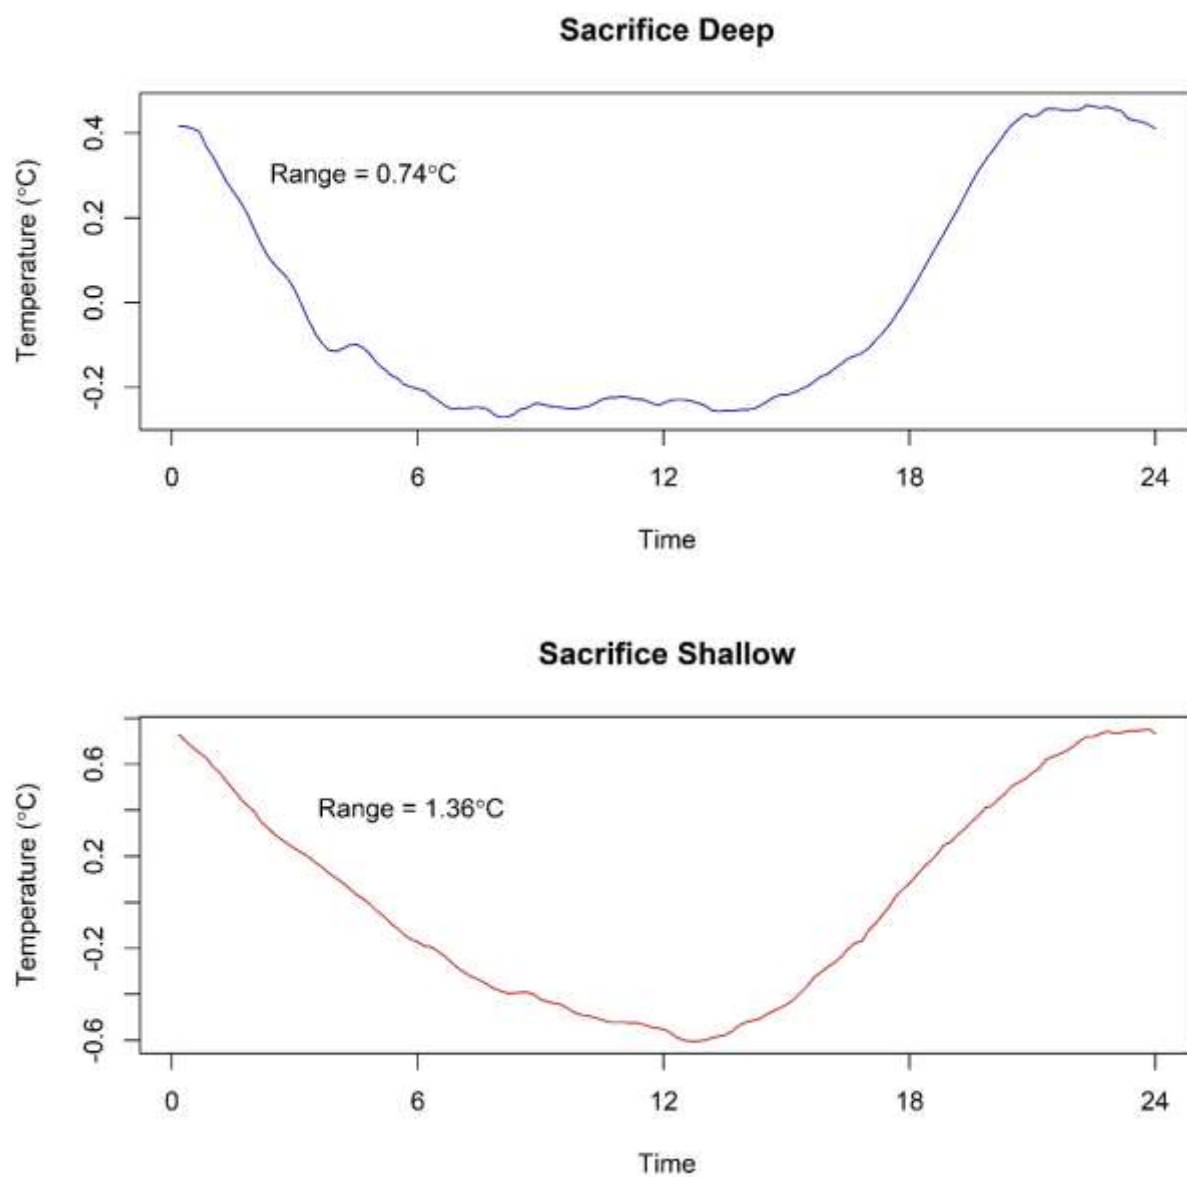 Sacrifice Deep
Temperature (°C)
0.4
0.2
0.0
-0.2
Range = 0.74°C
0 6 12 18 24
Time
Sacrifice Shallow
Temperature (°C)
0.6
0.2
-0.2
-0.6
Range = 1.36°C
0 6 12 18 24
Time